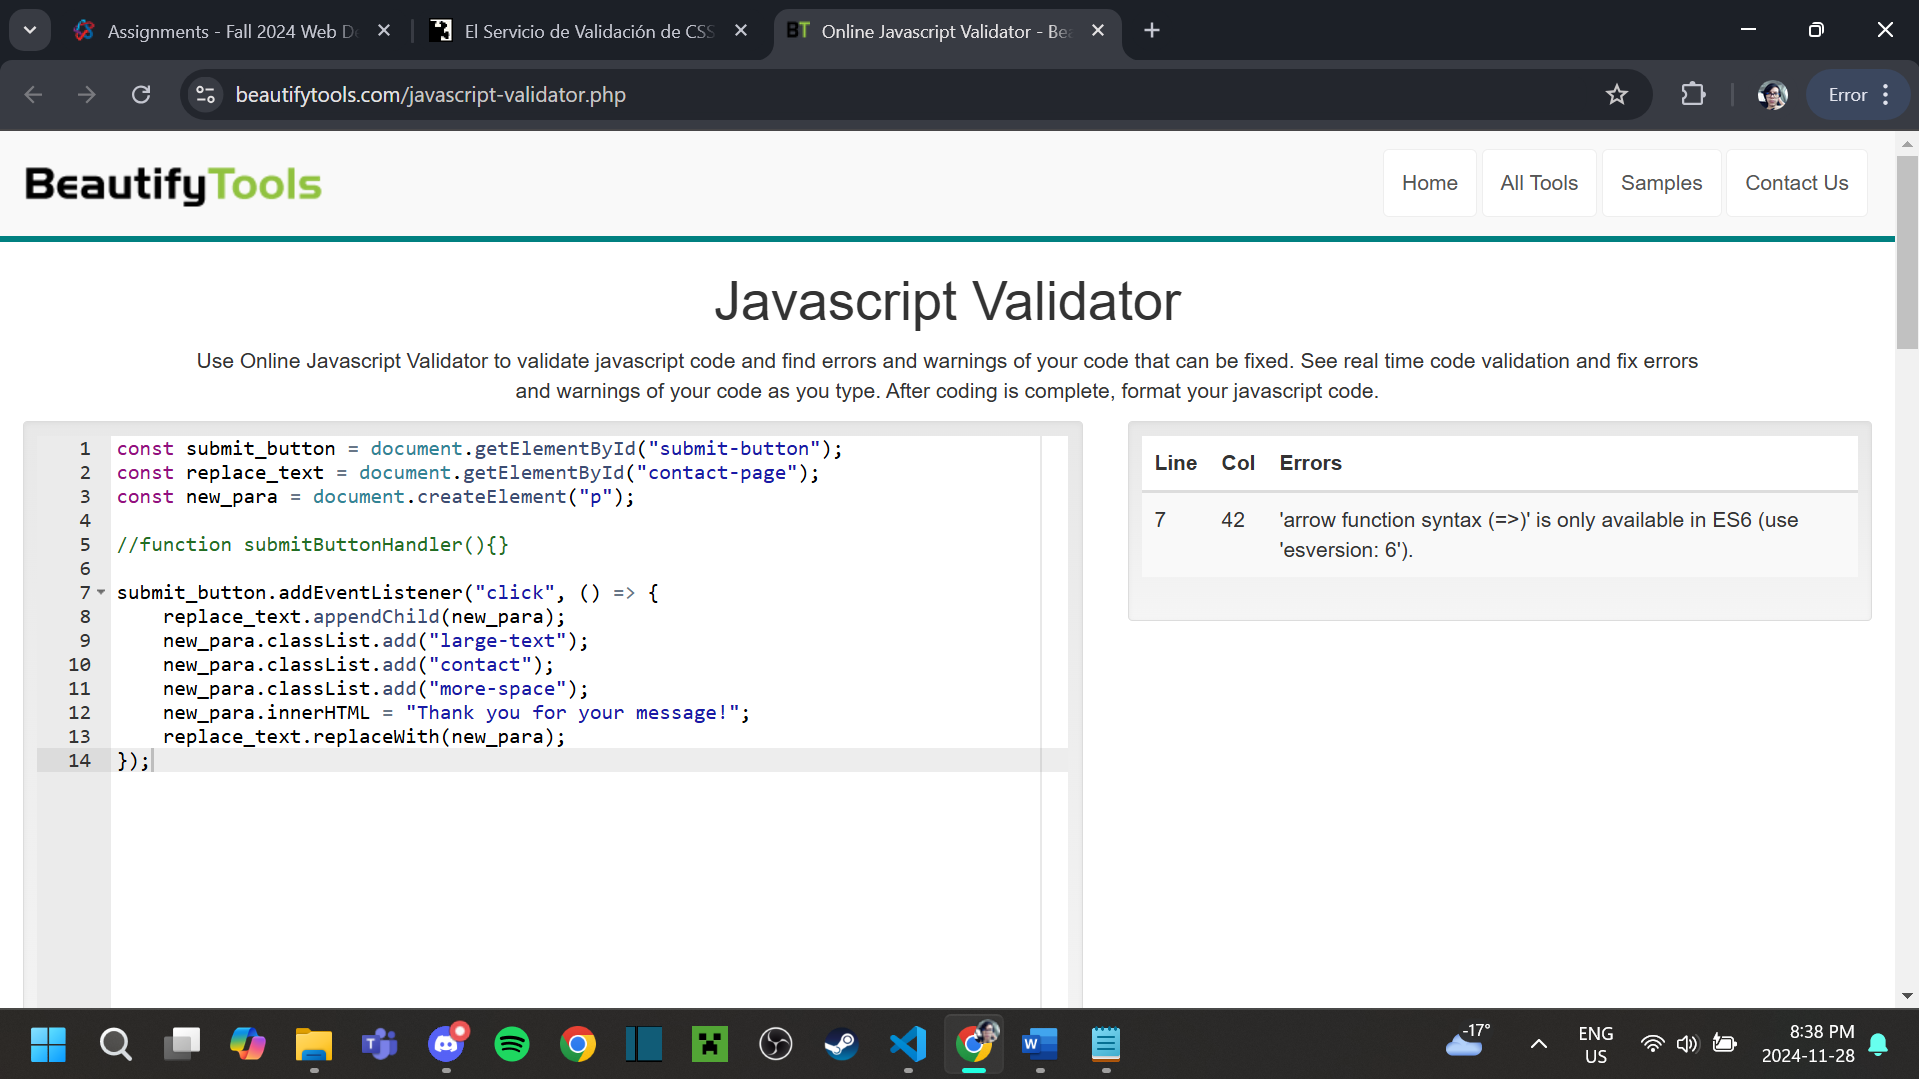 Assignments - Fall 2024 Web De
El Servicio de Validación de CSS
BT Online Javascript Validator - Bea
beautifytools.com/javascript-validator.php
Error
BeautifyTools
Home
All Tools
Samples
Contact Us
Javascript Validator
Use Online Javascript Validator to validate javascript code and find errors and warnings of your code that can be fixed. See real time code validation and fix errors
and warnings of your code as you type. After coding is complete, format your javascript code.
1 const submit_button = document.getElementById("submit-button");
2 const replace_text = document.getElementById("contact-page");
3 const new_para = document.createElement("p");
4
5 //function submitButtonHandler(){}
6
7 submit_button.addEventListener("click", () => {
8 replace_text.appendChild(new_para);
9 new_para.classList.add("large-text");
10 new_para.classList.add("contact");
11 new_para.classList.add("more-space");
12 new_para.innerHTML = "Thank you for your message!";
13 replace_text.replaceWith(new_para);
14 });
Line Col Errors
7 42 'arrow function syntax (=>)' is only available in ES6 (use
'esversion: 6').
-17°
ENG
US
8:38 PM
2024-11-28